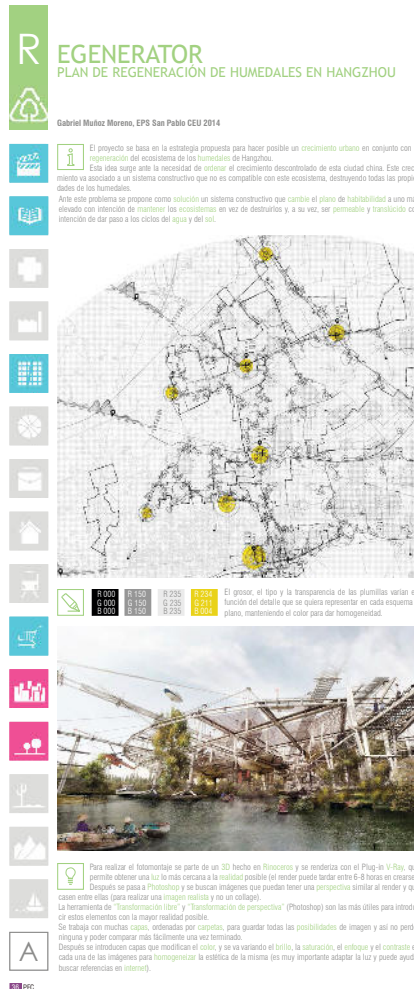 R
EGENERATOR
PLAN DE REGENERACIÓN DE HUMEDALES EN HANGZHOU
Gabriel Muñoz Moreno, EPS San Pablo CEU 2014
i
El proyecto se basa en la estrategia propuesta para hacer posible un crecimiento urbano en conjunto con
regeneración del ecosistema de los humedales de Hangzhou.
Esta idea surge ante la necesidad de ordenar el crecimiento descontrolado de esta ciudad china. Este creci
miento va asociado a un sistema constructivo que no es compatible con este ecosistema, destruyendo todas las propie
dades de los humedales.
Ante este problema se propone como solución un sistema constructivo que cambie el plano de habitabilidad a uno má
elevado con intención de mantener los ecosistemas en vez de destruirlos y, a su vez, ser permeable y translúcido co
intención de dar paso a los ciclos del agua y del sol.
R 000 R 150 R 235 R 234
G 000 G 150 G 235 G 211
B 000 B 150 B 235 B 004
El grosor, el tipo y la transparencia de las plumillas varían e
función del detalle que se quiera representar en cada esquema
plano, manteniendo el color para dar homogeneidad.
Para realizar el fotomontaje se parte de un 3D hecho en Rinoceros y se renderiza con el Plug-in V-Ray, qu
permite obtener una luz lo más cercana a la realidad posible (el render puede tardar entre 6-8 horas en crearse
Después se pasa a Photoshop y se buscan imágenes que puedan tener una perspectiva similar al render y qu
casen entre ellas (para realizar una imagen realista y no un collage).
La herramienta de "Transformación libre" y "Transformación de perspectiva" (Photoshop) son las más útiles para introdu
cir estos elementos con la mayor realidad posible.
Se trabaja con muchas capas, ordenadas por carpetas, para guardar todas las posibilidades de imagen y así no perde
ninguna y poder comparar más fácilmente una vez terminado.
Después se introducen capas que modifican el color, y se va variando el brillo, la saturación, el enfoque y el contraste e
cada una de las imágenes para homogeneizar la estética de la misma (es muy importante adaptar la luz y puede ayud
buscar referencias en internet).
A
36 PFC